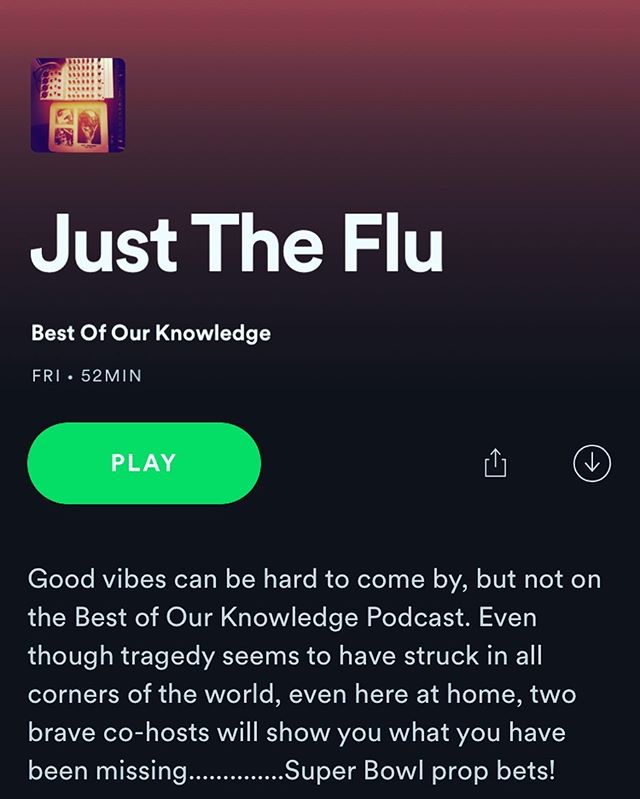 Just The Flu
Best Of Our Knowledge
FRI • 52MIN
PLAY
Good vibes can be hard to come by, but not on
the Best of Our Knowledge Podcast. Even
though tragedy seems to have struck in all
corners of the world, even here at home, two
brave co-hosts will show you what you have
been missing..............Super Bowl prop bets!